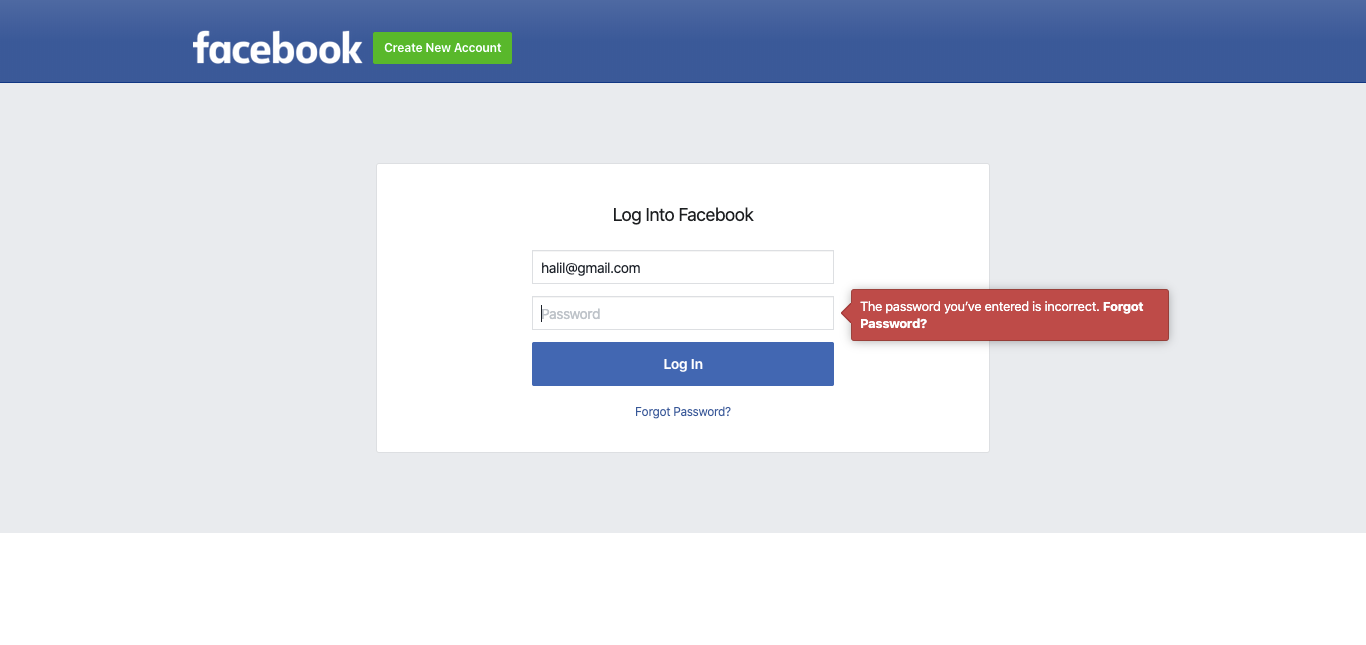 facebook
Create New Account
Log Into Facebook
halil@gmail.com
Password
The password you've entered is incorrect. Forgot
Password?
Log In
Forgot Password?